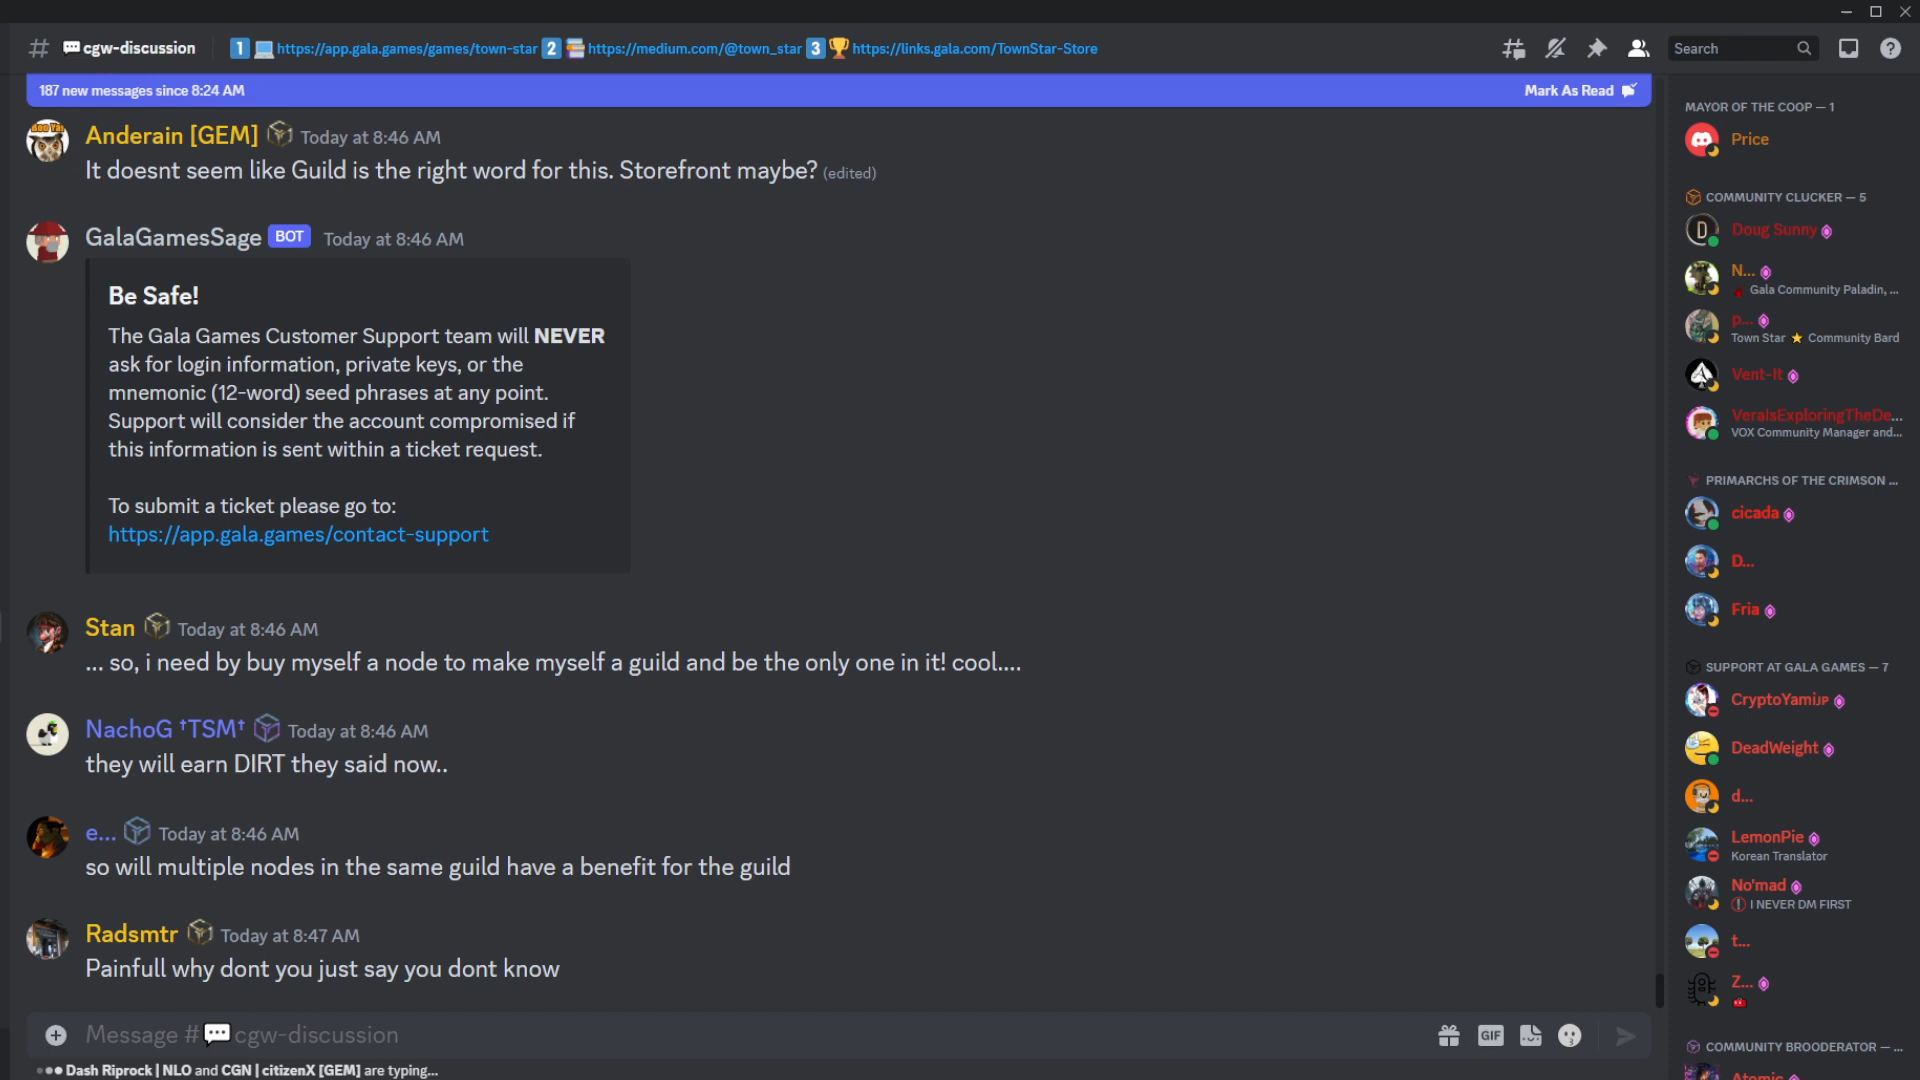 cgw-discussion
1 https://app.gala.games/games/town-star 2 https://medium.com/@town_star 3 https://links.gala.com/TownStar-Store
Search
187 new messages since 8:24 AM
Mark As Read
Anderain [GEM] Today at 8:46 AM
It doesnt seem like Guild is the right word for this. Storefront maybe? (edited)
GalaGamesSage BOT Today at 8:46 AM
Be Safe!
The Gala Games Customer Support team will NEVER
ask for login information, private keys, or the
mnemonic (12-word) seed phrases at any point.
Support will consider the account compromised if
this information is sent within a ticket request.
To submit a ticket please go to:
https://app.gala.games/contact-support
Stan Today at 8:46 AM
... so, i need by buy myself a node to make myself a guild and be the only one in it! cool....
NachoG †TSM† Today at 8:46 AM
they will earn DIRT they said now..
e... Today at 8:46 AM
so will multiple nodes in the same guild have a benefit for the guild
Radsmtr Today at 8:47 AM
Painfull why dont you just say you dont know
Message # cgw-discussion
GIF
Dash Riprock | NLO and CGN | citizenX [GEM] are typing...
MAYOR OF THE COOP — 1
Price
COMMUNITY CLUCKER — 5
Doug Sunny
N...
Gala Community Paladin, ...
p...
Town Star Community Bard
Vent-It
VeraIsExploringTheDe...
VOX Community Manager and...
PRIMARCHS OF THE CRIMSON ...
cicada
D...
Fria
SUPPORT AT GALA GAMES — 7
CryptoYamiJP
DeadWeight
d...
LemonPie
Korean Translator
No'mad
I NEVER DM FIRST
t...
Z...
COMMUNITY BROODERATOR — ...
Atomic